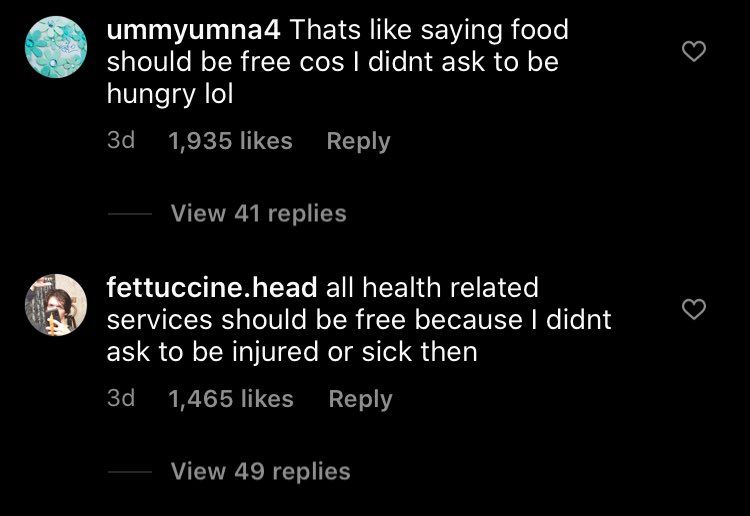 ummyumna4 Thats like saying food
should be free cos I didnt ask to be
hungry lol
3d 1,935 likes Reply
View 41 replies
fettuccine.head all health related
services should be free because I didnt
ask to be injured or sick then
3d 1,465 likes Reply
View 49 replies